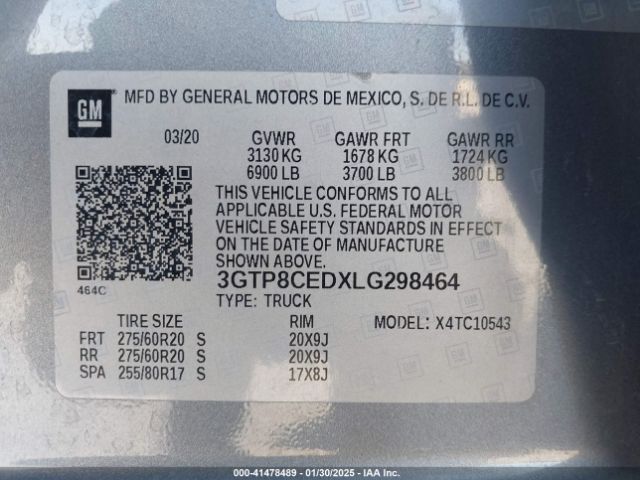 GM
MFD BY GENERAL MOTORS DE MEXICO, S. DE R.L. DE C.V.
03/20 GVWR GAWR FRT GAWR RR
3130 KG 1678 KG 1724 KG
6900 LB 3700 LB 3800 LB
THIS VEHICLE CONFORMS TO ALL
APPLICABLE U.S. FEDERAL MOTOR
VEHICLE SAFETY STANDARDS IN EFFECT
ON THE DATE OF MANUFACTURE
SHOWN ABOVE.
464C
3GTP8CEDXLG298464
TYPE: TRUCK
TIRE SIZE RIM MODEL: X4TC10543
FRT 275/60R20 S 20X9J
RR 275/60R20 S 20X9J
SPA 255/80R17 S 17X8J
000-41478489 - 01/30/2025 - IAA Inc.